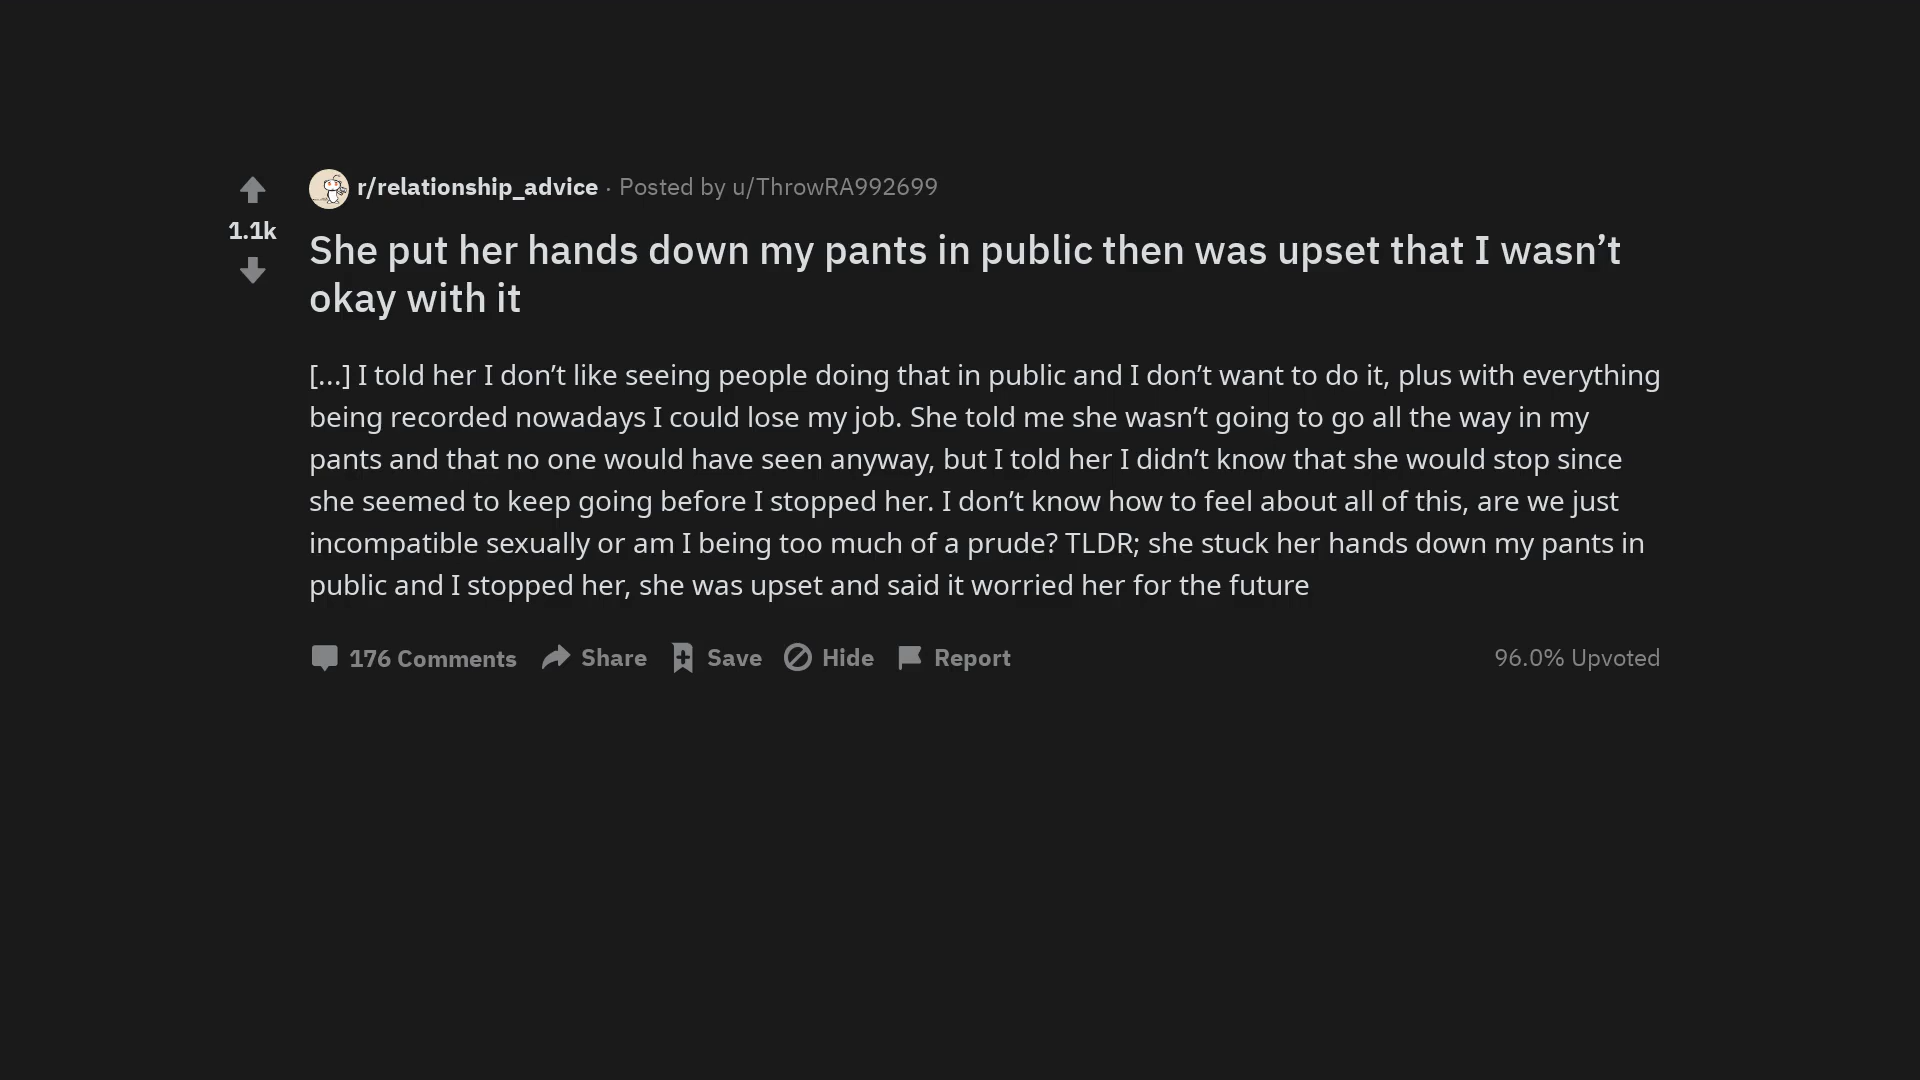 r/relationship_advice · Posted by u/ThrowRA992699
1.1k
She put her hands down my pants in public then was upset that I wasn’t
okay with it
[...] I told her I don’t like seeing people doing that in public and I don’t want to do it, plus with everything
being recorded nowadays I could lose my job. She told me she wasn’t going to go all the way in my
pants and that no one would have seen anyway, but I told her I didn’t know that she would stop since
she seemed to keep going before I stopped her. I don’t know how to feel about all of this, are we just
incompatible sexually or am I being too much of a prude? TLDR; she stuck her hands down my pants in
public and I stopped her, she was upset and said it worried her for the future
176 Comments Share Save Hide Report 96.0% Upvoted